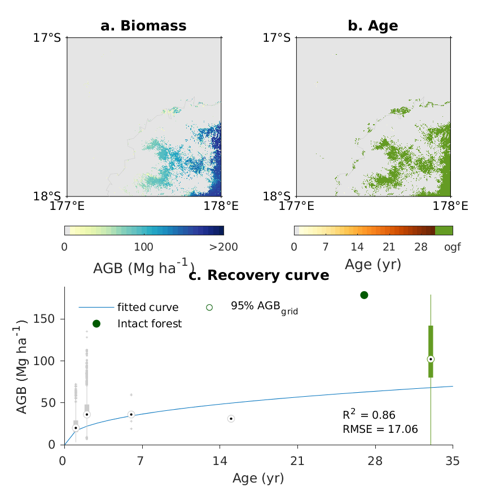 a. Biomass
b. Age
17°S
17°S
18°S
18°S
177°E
178°E
177°E
178°E
0
100
>200
0
7
14
21
28
ogf
AGB (Mg ha⁻¹)
Age (yr)
c. Recovery curve
fitted curve
95% AGB_grid
Intact forest
AGB (Mg ha⁻¹)
150
100
50
0
R² = 0.86
RMSE = 17.06
0
7
14
21
28
35
Age (yr)